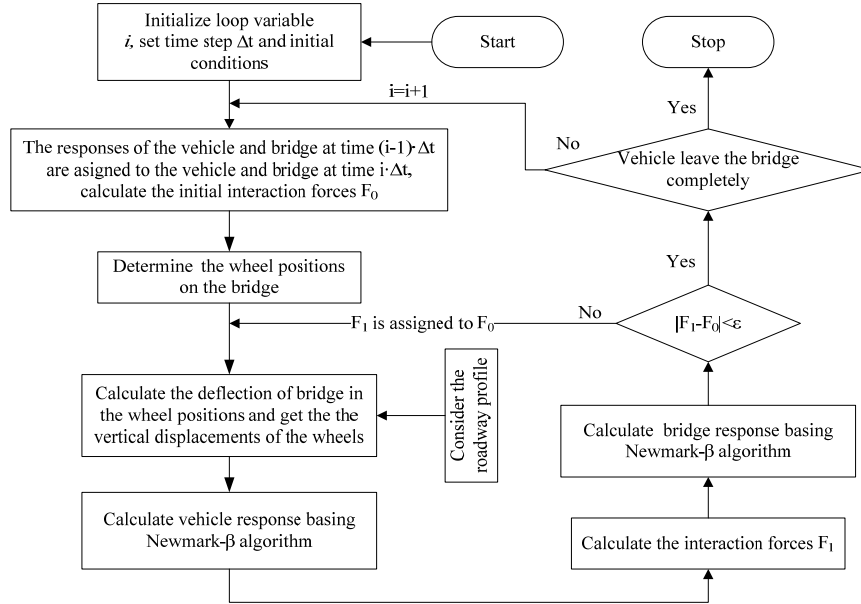 Start
Initialize loop variable
i, set time step Δt and initial
conditions
i=i+1
The responses of the vehicle and bridge at time (i-1)·Δt
are asigned to the vehicle and bridge at time i·Δt,
calculate the initial interaction forces F0
Determine the wheel positions
on the bridge
F1 is assigned to F0
Calculate the deflection of bridge in
the wheel positions and get the the
vertical displacements of the wheels
Consider the
roadway profile
Calculate vehicle response basing
Newmark-β algorithm
Calculate the interaction forces F1
Calculate bridge response basing
Newmark-β algorithm
|F1-F0|<ε
No
Yes
Vehicle leave the bridge
completely
No
Yes
Stop